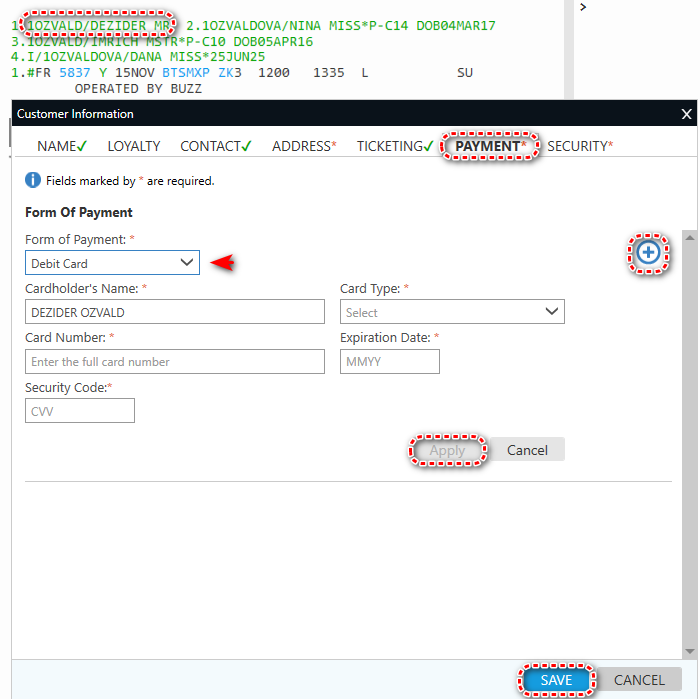 1.1OZVALD/DEZIDER MR  2.1OZVALDOVA/NINA MISS*P-C14 DOB04MAR17
3.1OZVALD/IMRICH MSTR*P-C10 DOB05APR16
4.I/1OZVALDOVA/DANA MISS*25JUN25
1.#FR 5837 Y 15NOV BTSMXP ZK3  1200   1335  L           SU
OPERATED BY BUZZ
>
Customer Information X
NAME✓ LOYALTY CONTACT✓ ADDRESS* TICKETING✓ PAYMENT* SECURITY*
i Fields marked by * are required.
Form Of Payment
Form of Payment: *
Debit Card
Cardholder's Name: * Card Type: *
DEZIDER OZVALD Select
Card Number: * Expiration Date: *
Enter the full card number MMYY
Security Code:*
CVV
Apply Cancel
SAVE CANCEL